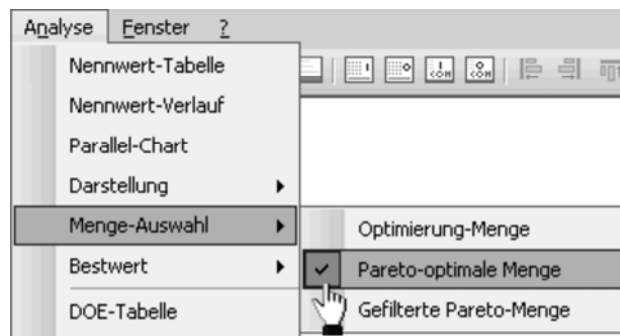 Analyse Fenster ?
Nennwert-Tabelle
Nennwert-Verlauf
Parallel-Chart
Darstellung
Menge-Auswahl
Optimierung-Menge
Bestwert
Pareto-optimale Menge
DOE-Tabelle
Gefilterte Pareto-Menge